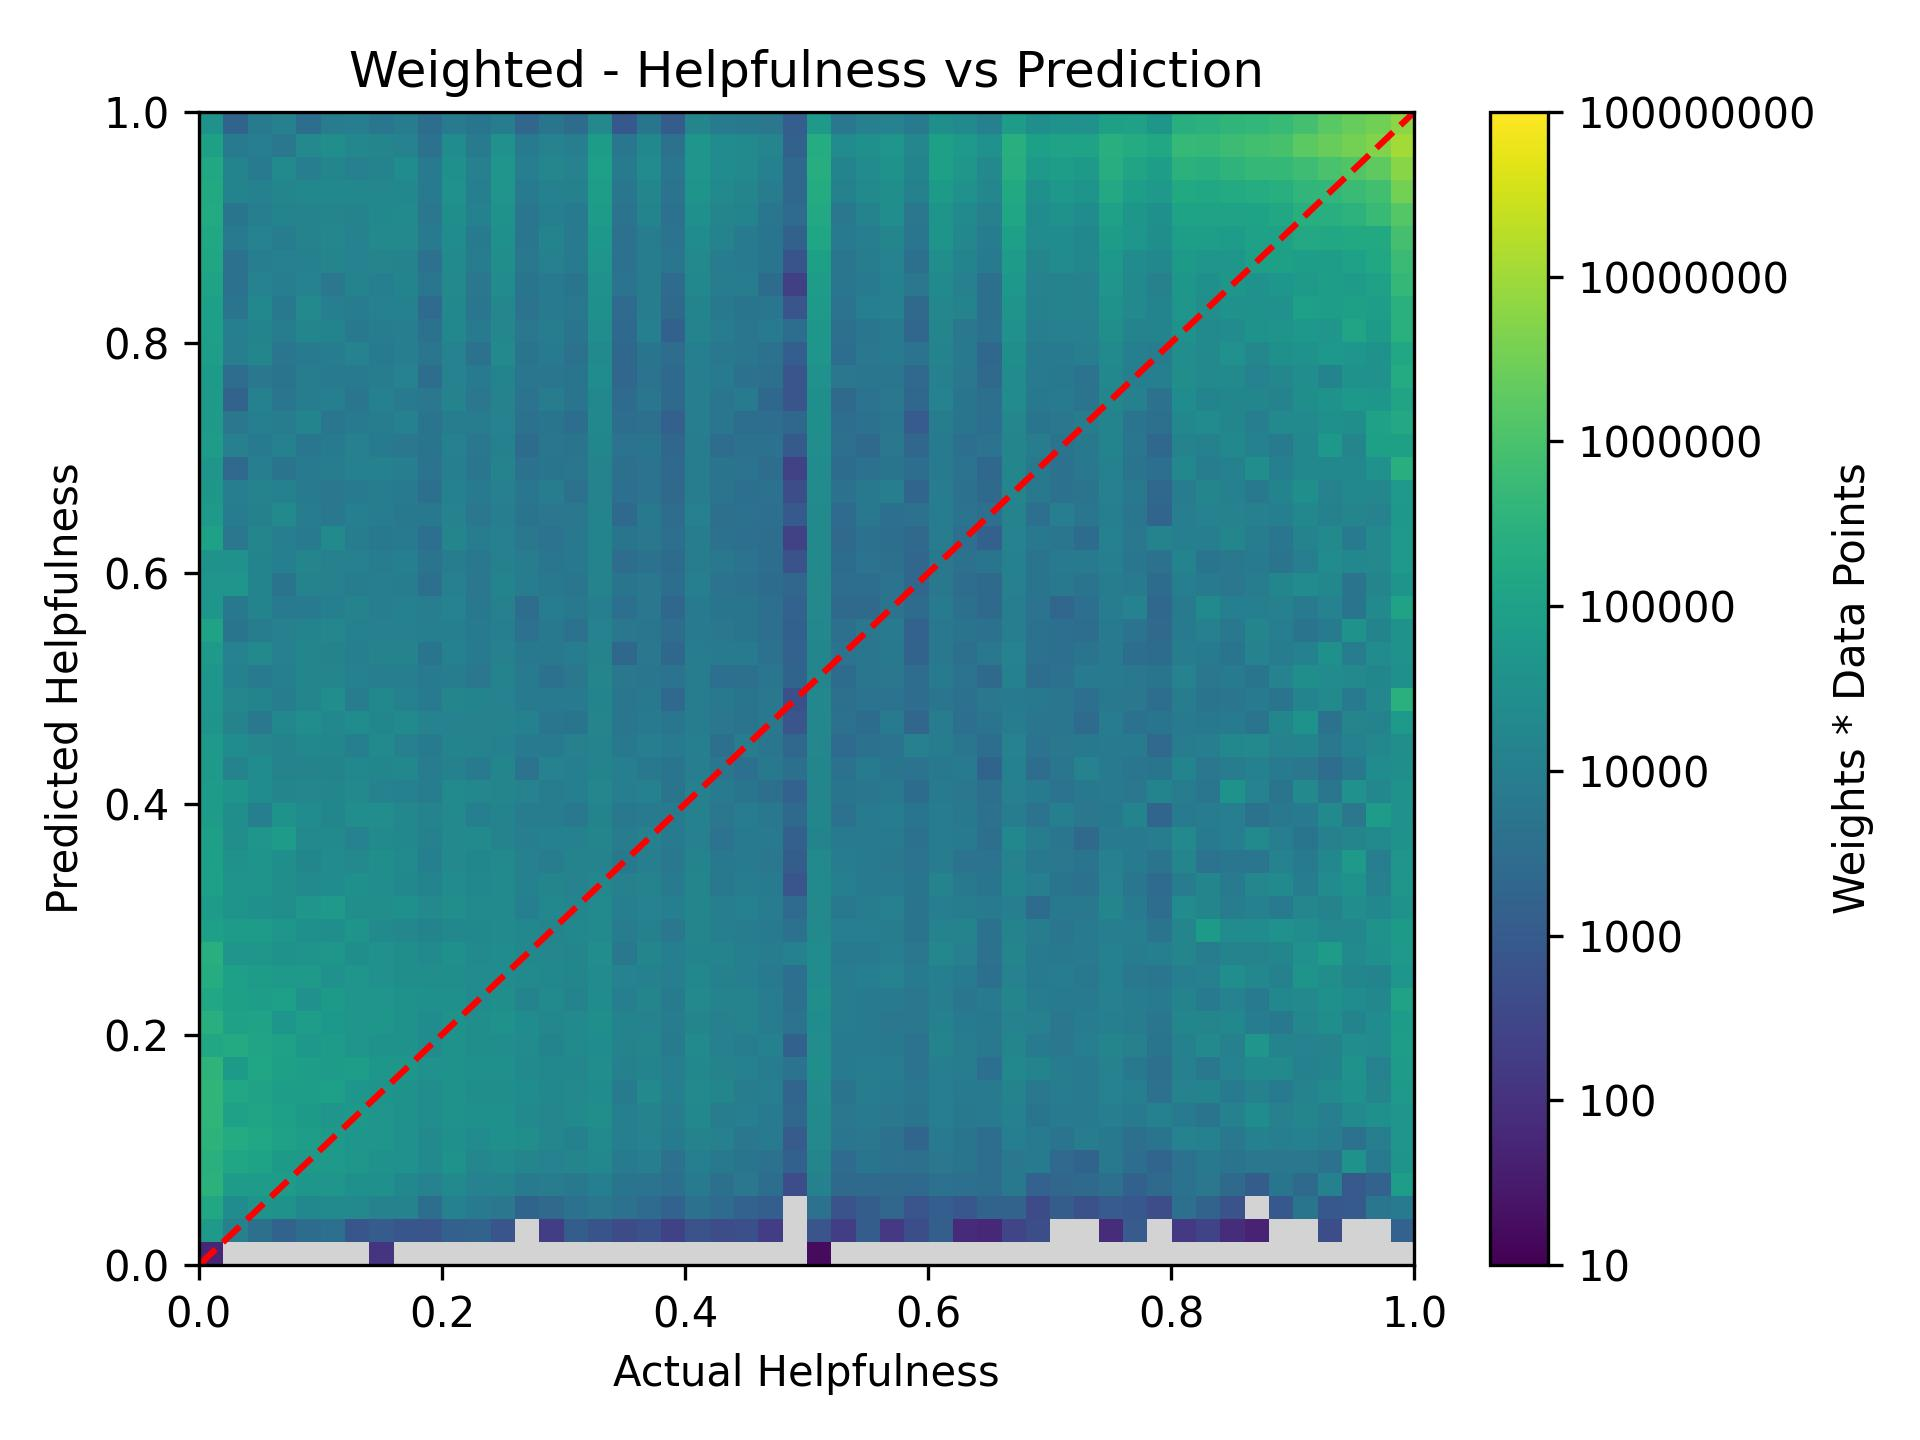 Weighted - Helpfulness vs Prediction
1.0
0.8
0.6
0.4
0.2
0.0
Predicted Helpfulness
0.0 0.2 0.4 0.6 0.8 1.0
Actual Helpfulness
100000000
10000000
1000000
100000
10000
1000
100
10
Weights * Data Points